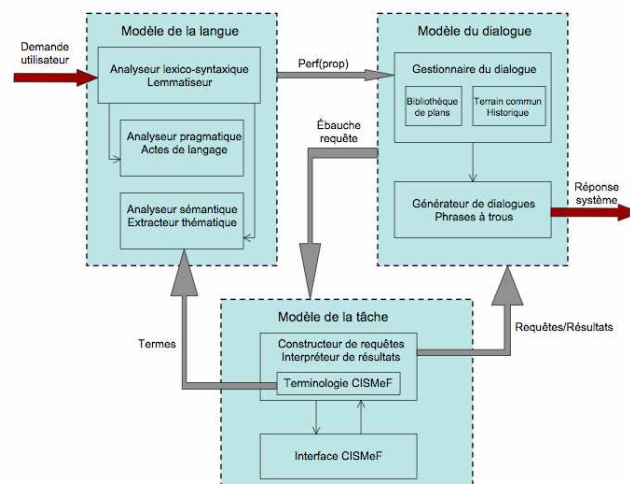 Modèle de la langue
Demande
utilisateur
Analyseur lexico-syntaxique
Lemmatiseur
Analyseur pragmatique
Actes de langage
Analyseur sémantique
Extracteur thématique
Perf(prop)
Modèle du dialogue
Gestionnaire du dialogue
Bibliothèque
de plans
Terrain commun
Historique
Ébauche
requête
Générateur de dialogues
Phrases à trous
Réponse
système
Modèle de la tâche
Constructeur de requêtes
Interpréteur de résultats
Terminologie CISMeF
Interface CISMeF
Termes
Requêtes/Résultats